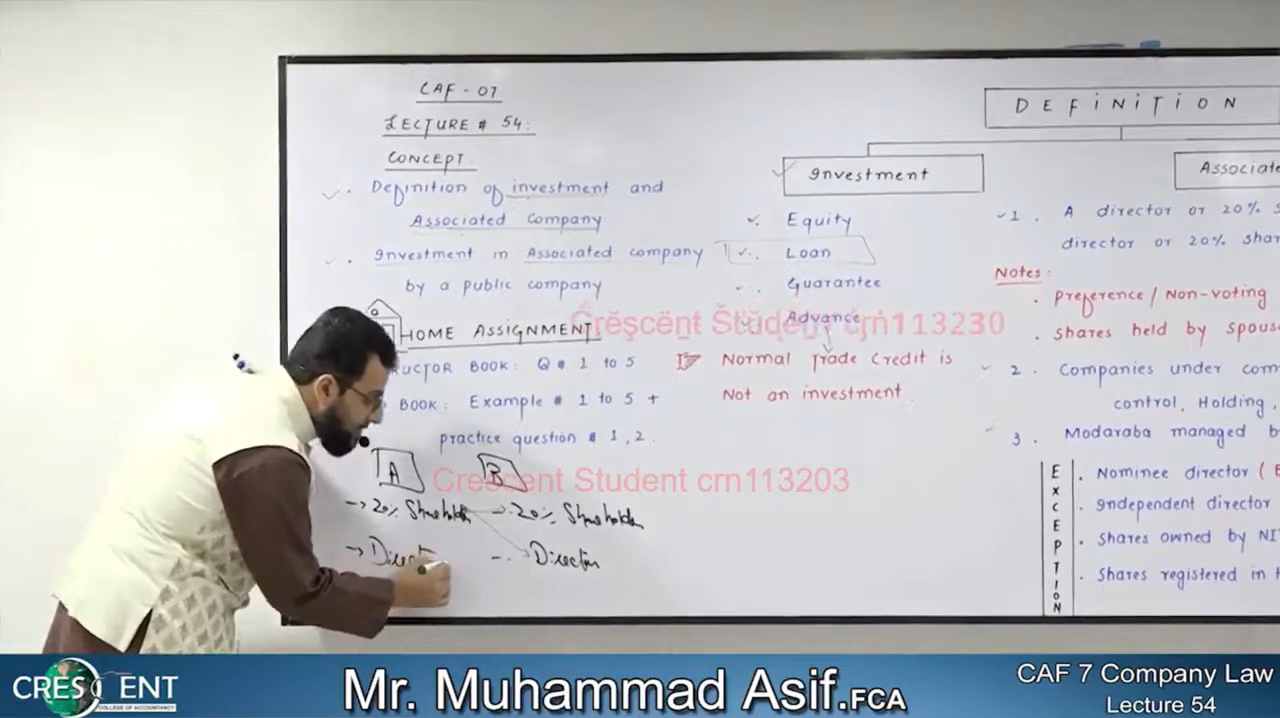 CAF - 07
LECTURE # 54:
CONCEPT.
Definition of investment and
Associated Company
Investment in Associated company
by a public company
HOME ASSIGNMENT
RUCTOR BOOK: Q # 1 to 5
BOOK: Example # 1 to 5 +
practice question # 1, 2.
A B
→ 20% Shareholder → 20% Shareholder
→ Direct Director
DEFINITION
Investment
Equity
Loan
Guarantee
Advance
Normal Trade Credit is
Not an investment.
Associate
1. A director or 20% s
director or 20% shar
Notes:
. preference / Non-voting
. shares held by spous
2. Companies under com
control, Holding,
3. Modaraba managed b
EXCEPTION
. Nominee director (
. Independent director
. Shares owned by NI
. Shares registered in t
Crescent Student crn113230
Crescent Student crn113203
CRESCENT
COLLEGE OF ACCOUNTANCY
Mr. Muhammad Asif.FCA
CAF 7 Company Law
Lecture 54